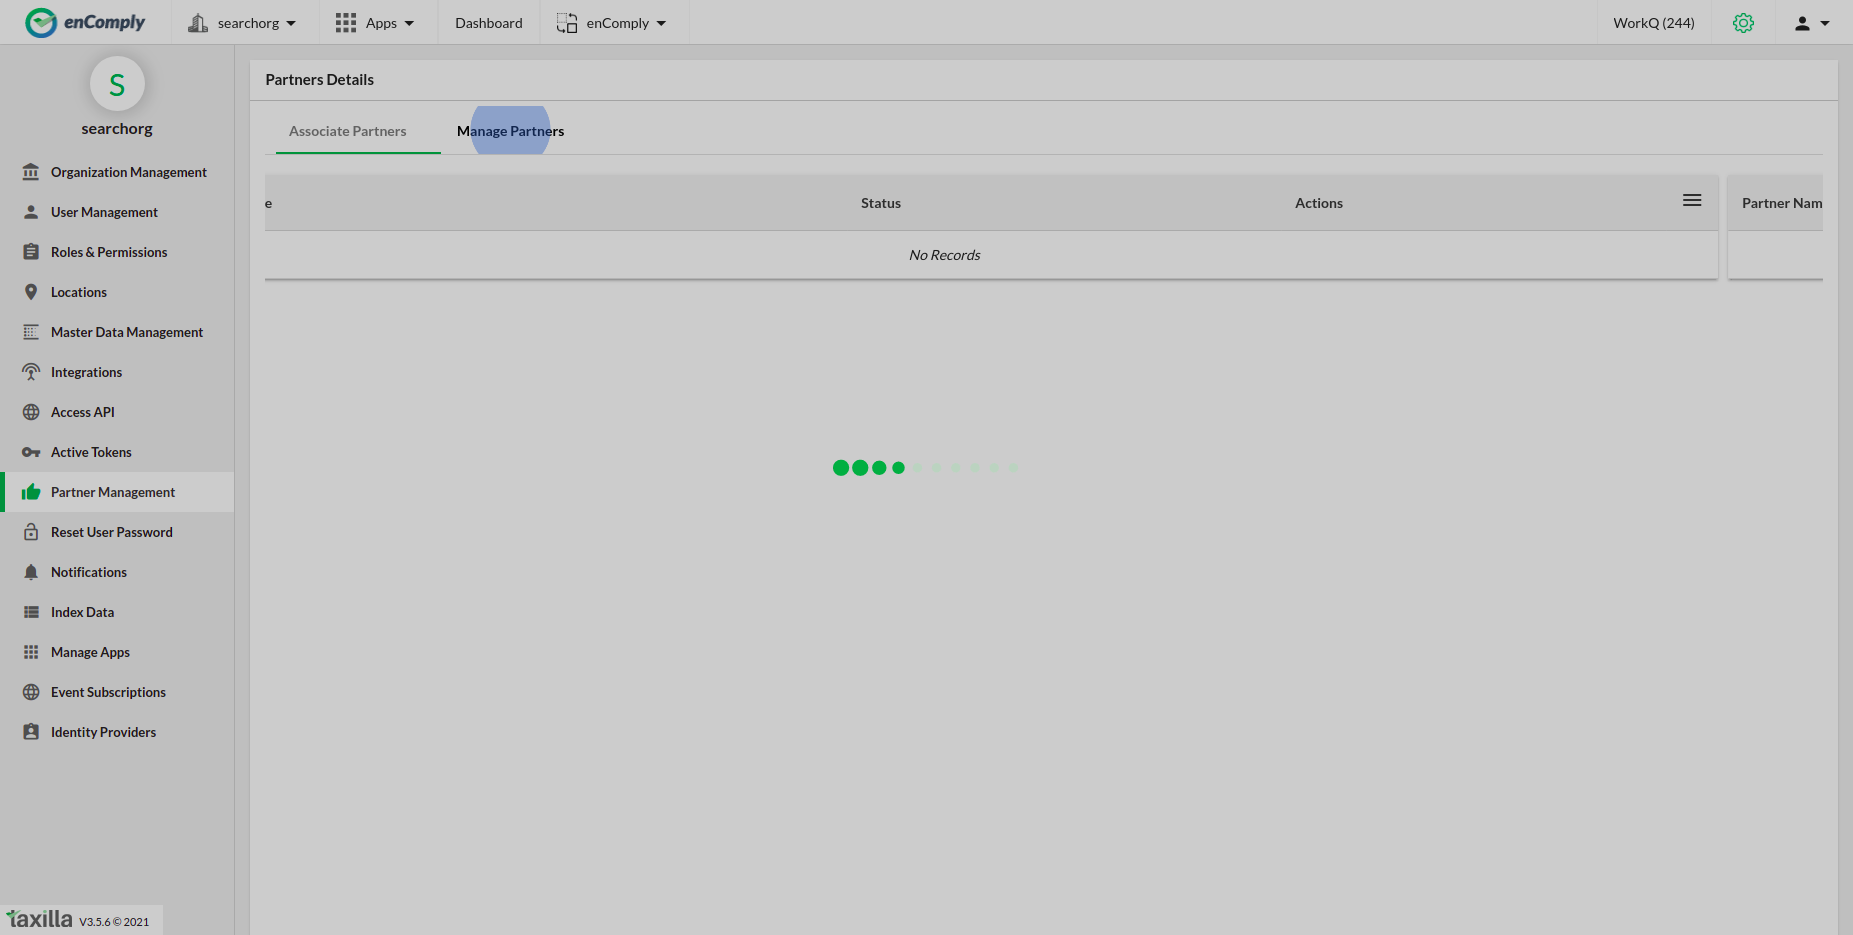 enComply
searchorg
Apps
Dashboard
enComply
WorkQ (244)
S
searchorg
Organization Management
User Management
Roles & Permissions
Locations
Master Data Management
Integrations
Access API
Active Tokens
Partner Management
Reset User Password
Notifications
Index Data
Manage Apps
Event Subscriptions
Identity Providers
taxilla V3.5.6 © 2021
Partners Details
Associate Partners
Manage Partners
e
Status
Actions
Partner Nam
No Records